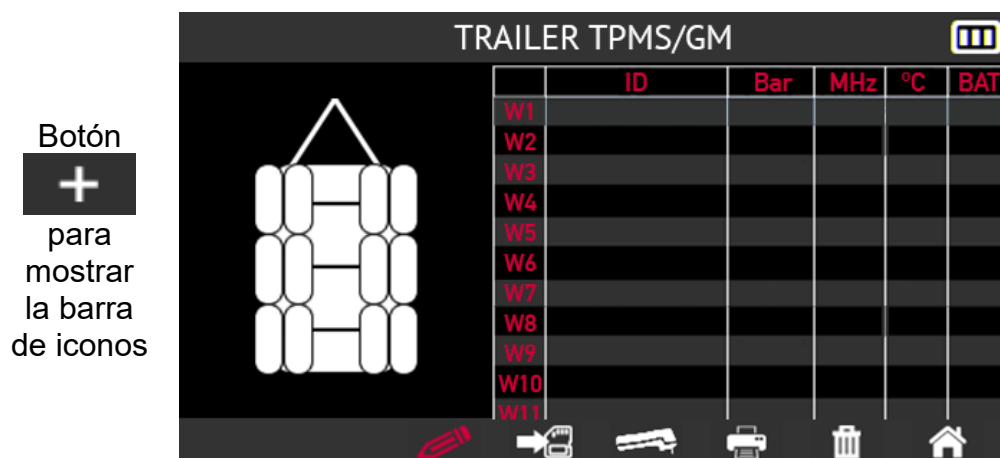 Botón
+
para
mostrar
la barra
de iconos
TRAILER TPMS/GM
ID Bar MHz ºC BAT
W1
W2
W3
W4
W5
W6
W7
W8
W9
W10
W11